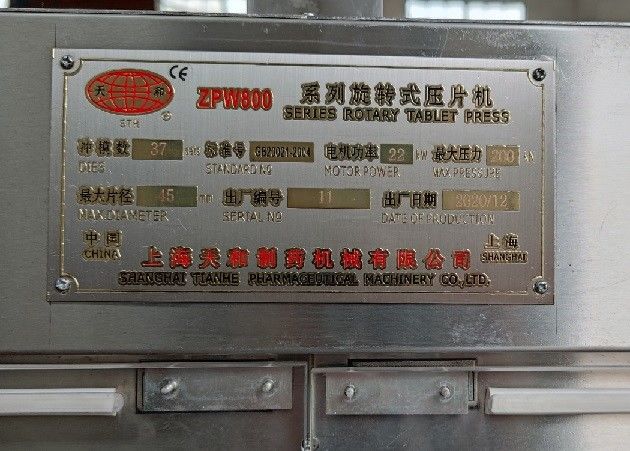 天 和
STH
CE
ZPW800 系列旋转式压片机
SERIES ROTARY TABLET PRESS
冲模数 37 sets 标准号 GB20021-2004 电机功率 22 kW 最大压力 200 kN
DIES STANDARD NO MOTOR POWER MAX.PRESSURE
最大片径 45 mm 出厂编号 11 出厂日期 2020/12
MAX.DIAMETER SERIAL NO DATE OF PRODUCTION
中国 上海天和制药机械有限公司 上海
CHINA SHANGHAI TIANHE PHARMACEUTICAL MACHINERY CO.,LTD. SHANGHAI